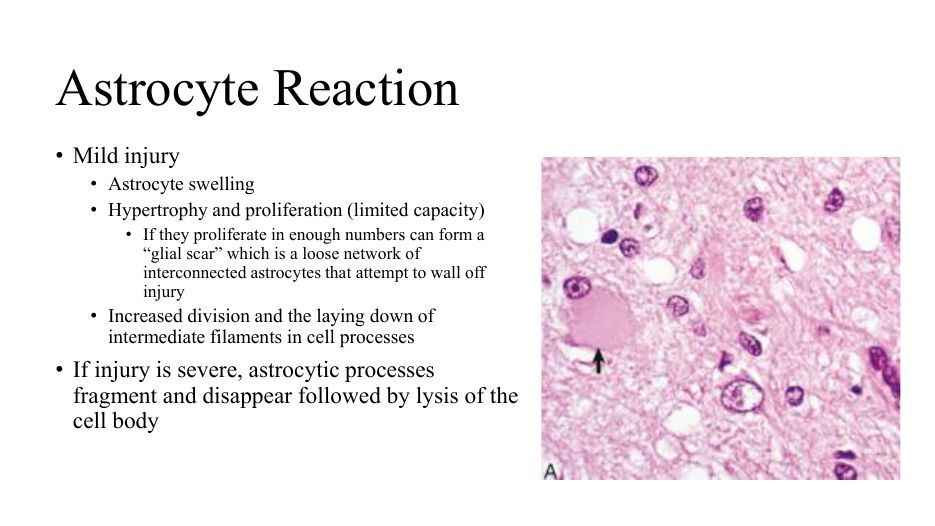 Astrocyte Reaction
• Mild injury
• Astrocyte swelling
• Hypertrophy and proliferation (limited capacity)
• If they proliferate in enough numbers can form a
“glial scar” which is a loose network of
interconnected astrocytes that attempt to wall off
injury
• Increased division and the laying down of
intermediate filaments in cell processes
• If injury is severe, astrocytic processes
fragment and disappear followed by lysis of the
cell body
A